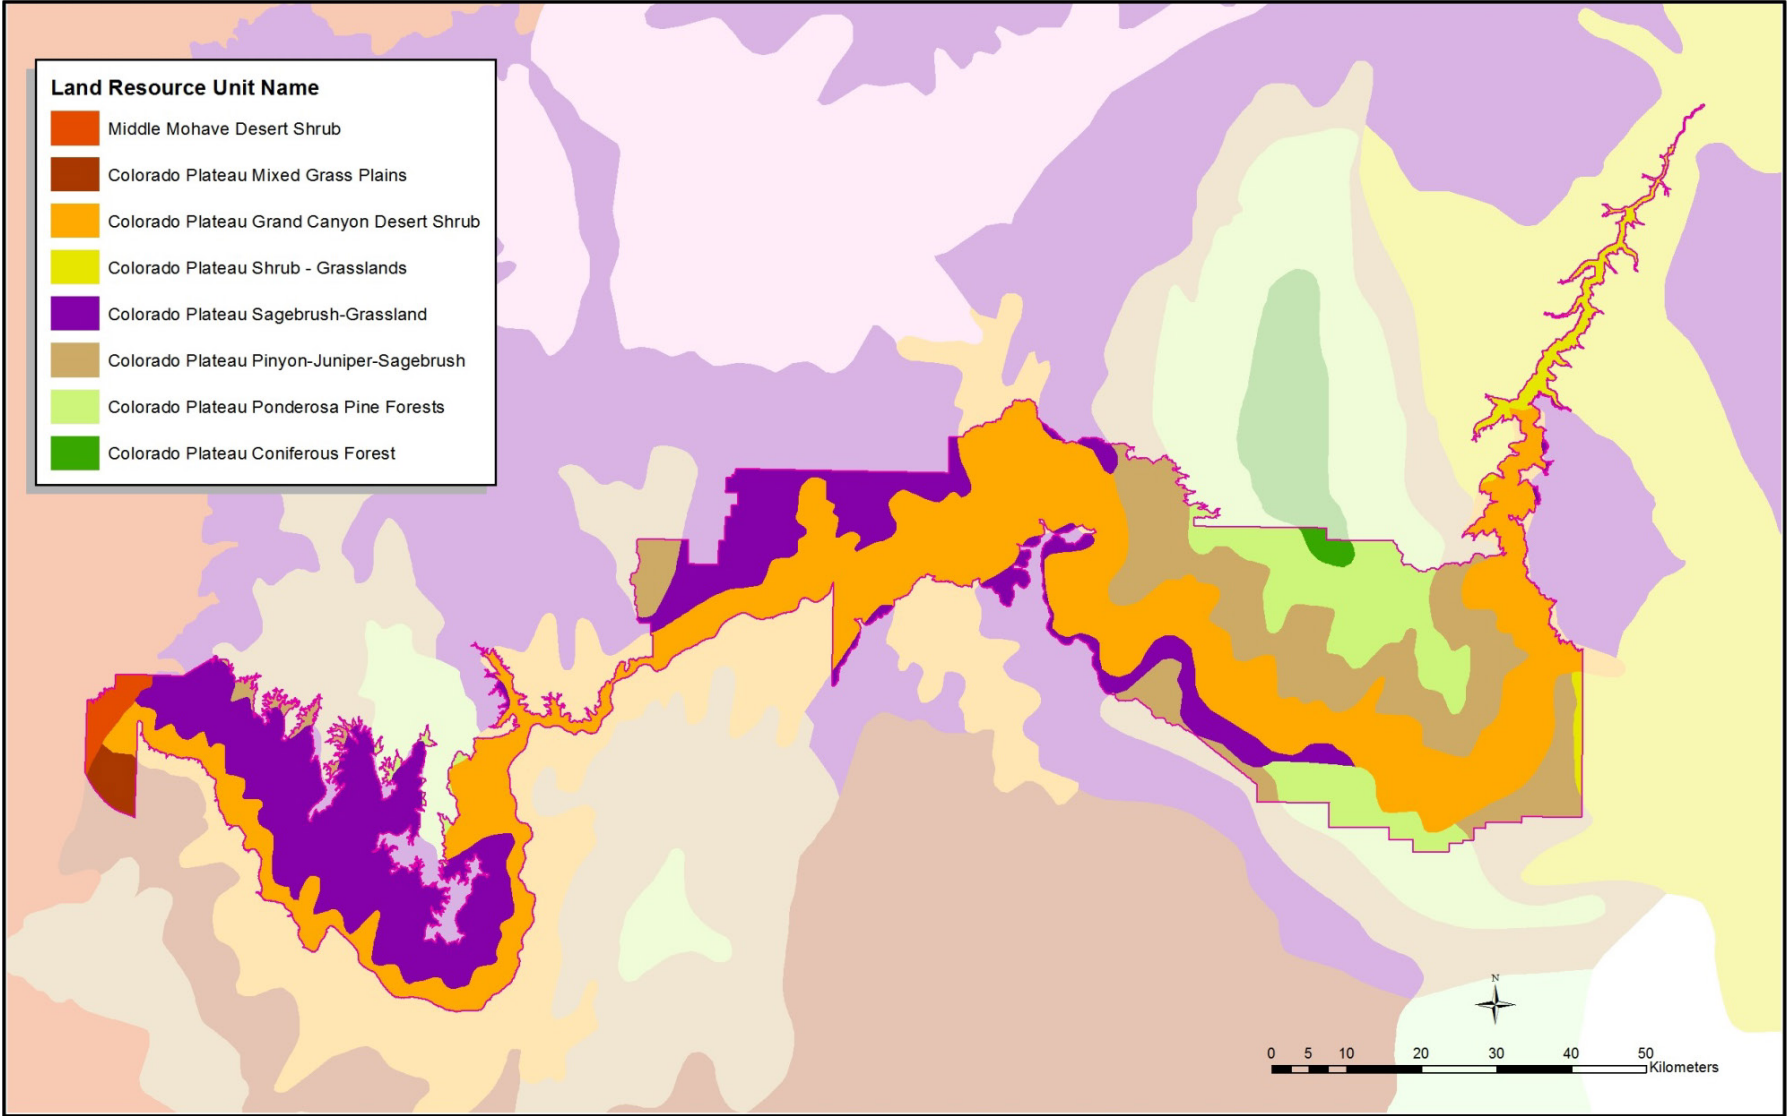 Land Resource Unit Name
Middle Mohave Desert Shrub
Colorado Plateau Mixed Grass Plains
Colorado Plateau Grand Canyon Desert Shrub
Colorado Plateau Shrub - Grasslands
Colorado Plateau Sagebrush-Grassland
Colorado Plateau Pinyon-Juniper-Sagebrush
Colorado Plateau Ponderosa Pine Forests
Colorado Plateau Coniferous Forest
N
0 5 10 20 30 40 50
Kilometers